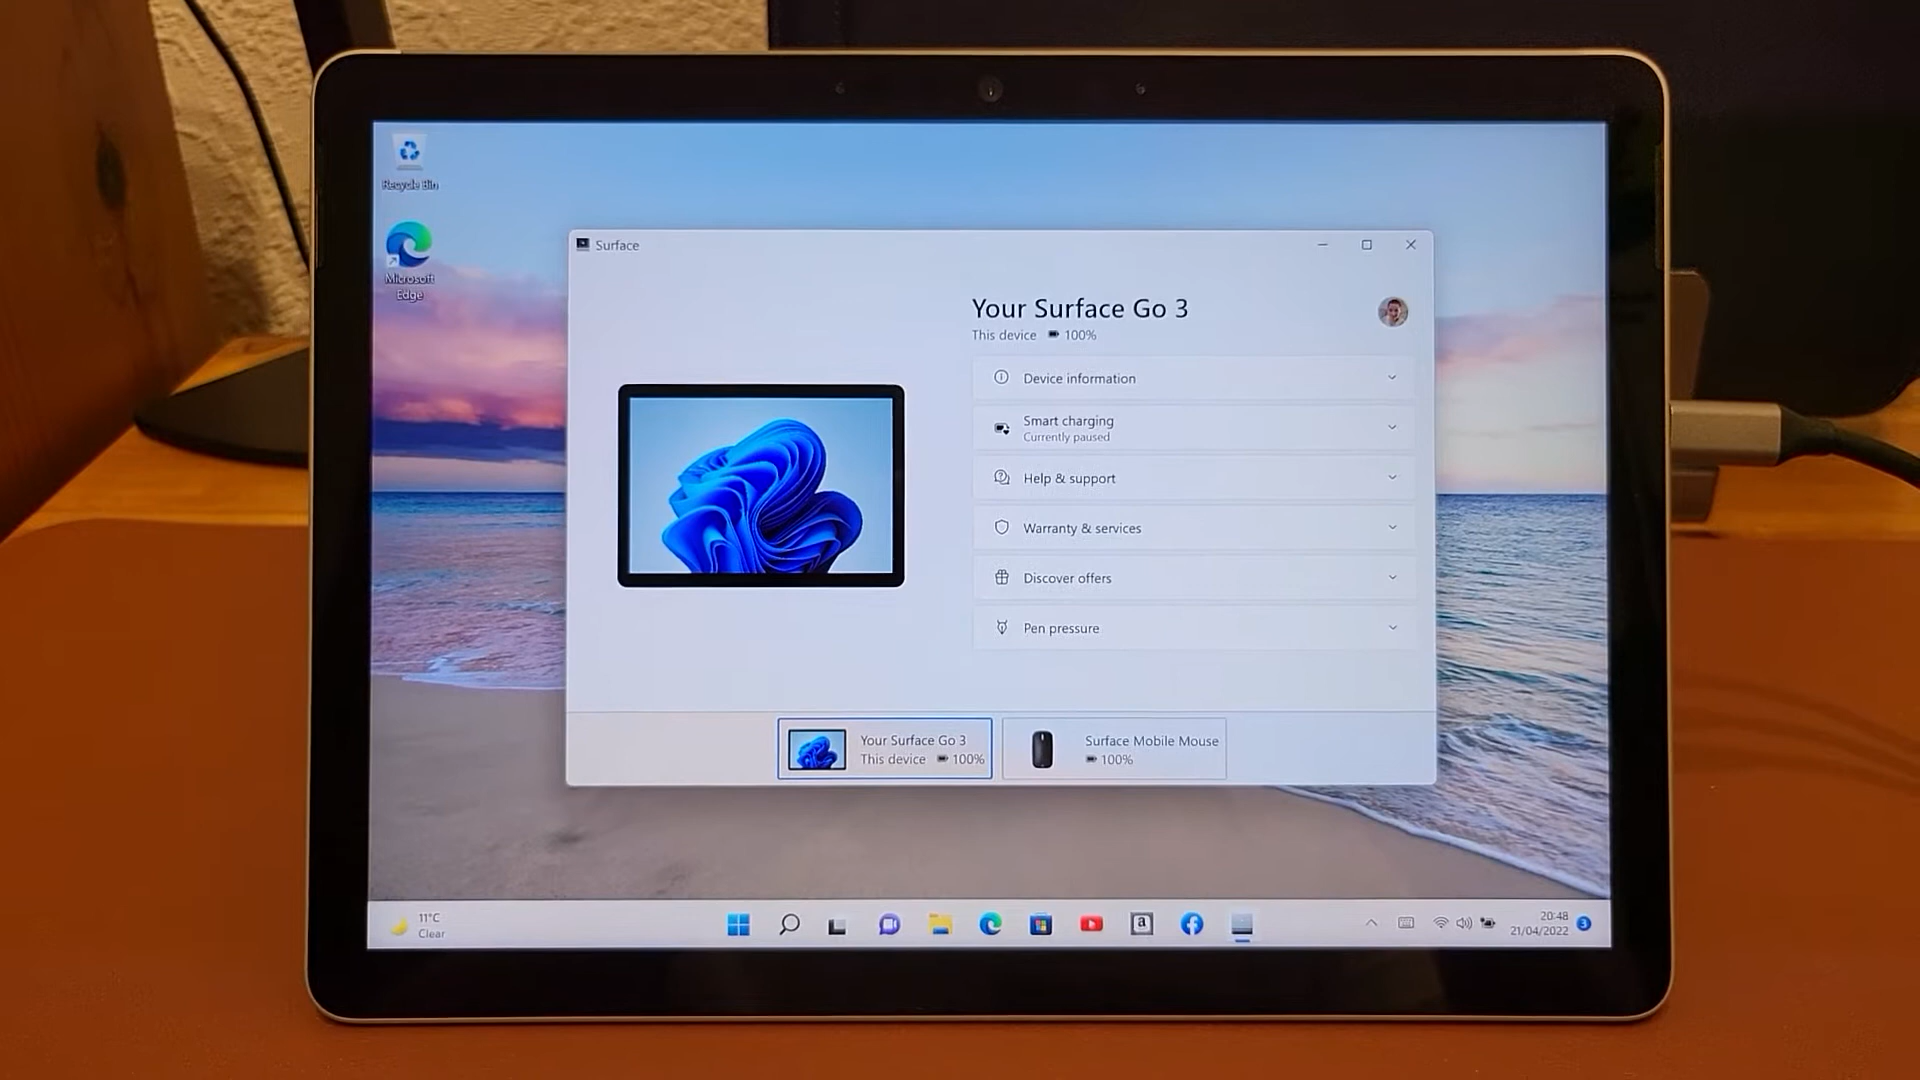 Recycle Bin
Microsoft
Edge
Surface
Your Surface Go 3
This device 100%
Device information
Smart charging
Currently paused
Help & support
Warranty & services
Discover offers
Pen pressure
Your Surface Go 3
This device 100%
Surface Mobile Mouse
100%
11°C
Clear
a
20:48
21/04/2022
3